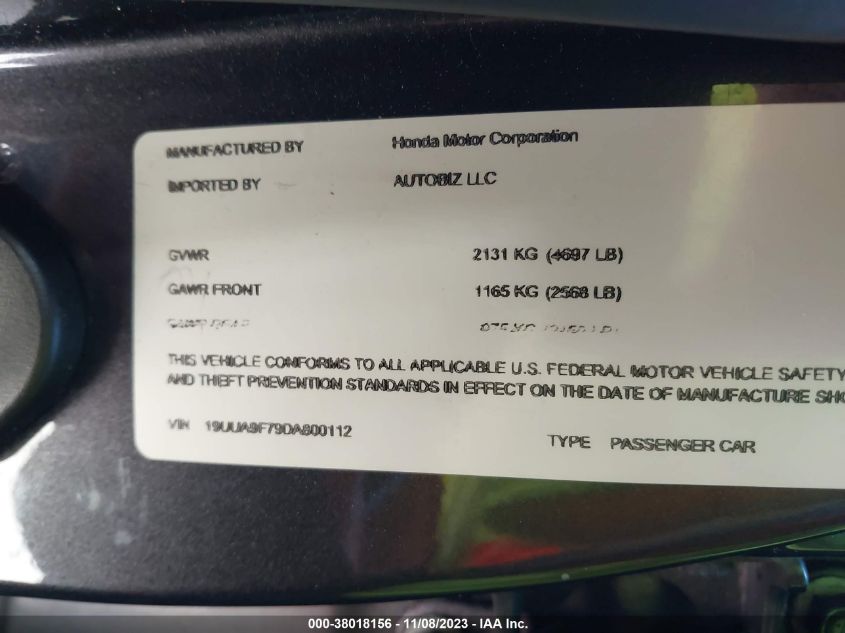 MANUFACTURED BY Honda Motor Corporation
IMPORTED BY AUTOBIZ LLC
GVWR 2131 KG (4697 LB)
GAWR FRONT 1165 KG (2568 LB)
THIS VEHICLE CONFORMS TO ALL APPLICABLE U.S. FEDERAL MOTOR VEHICLE SAFETY
AND THEFT PREVENTION STANDARDS IN EFFECT ON THE DATE OF MANUFACTURE SHO
VIN 19UUA9F79DA800112
TYPE PASSENGER CAR
000-38018156 - 11/08/2023 - IAA Inc.